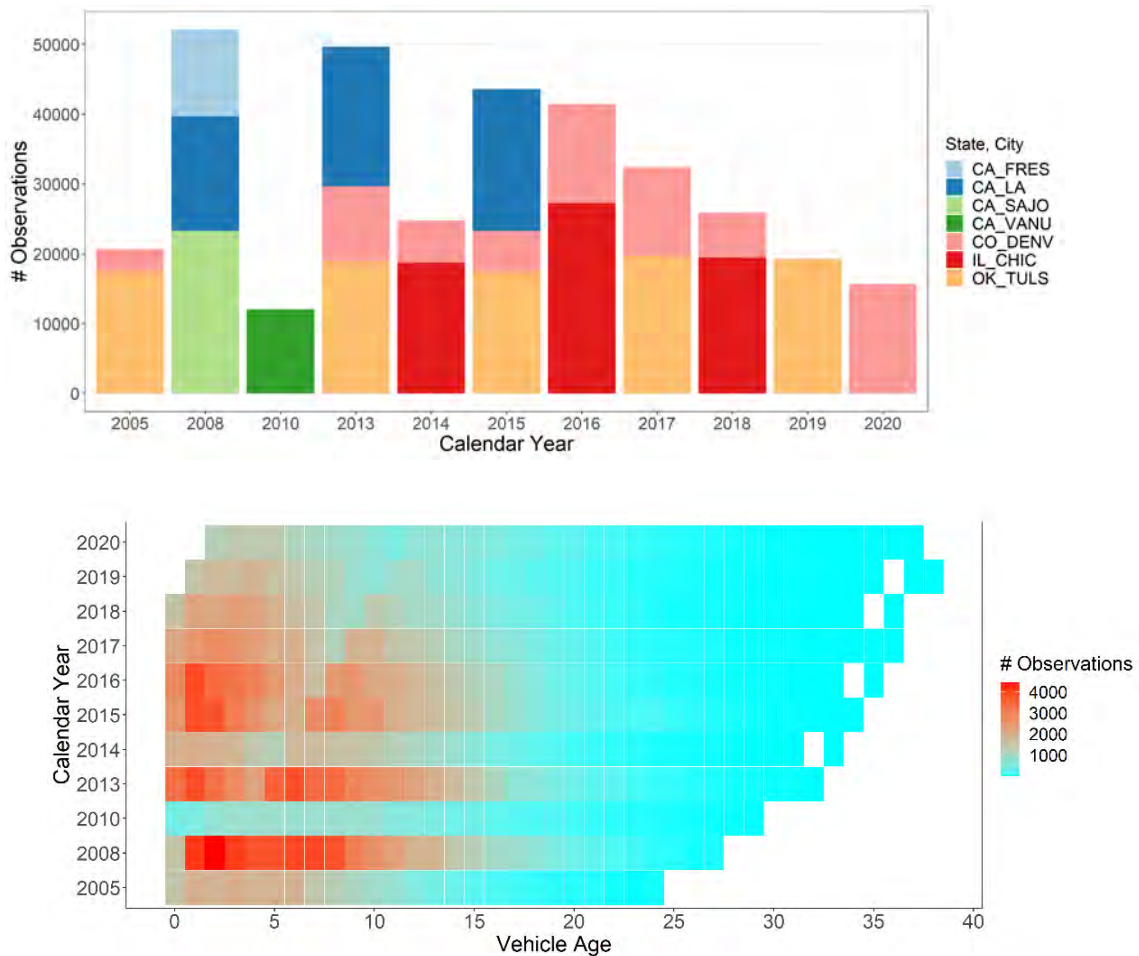 50000
40000
30000
20000
10000
0
# Observations
2005 2008 2010 2013 2014 2015 2016 2017 2018 2019 2020
Calendar Year
State, City
CA_FRES
CA_LA
CA_SAJO
CA_VANU
CO_DENV
IL_CHIC
OK_TULS
2020
2019
2018
2017
2016
2015
2014
2013
2010
2008
2005
Calendar Year
0 5 10 15 20 25 30 35 40
Vehicle Age
# Observations
4000
3000
2000
1000